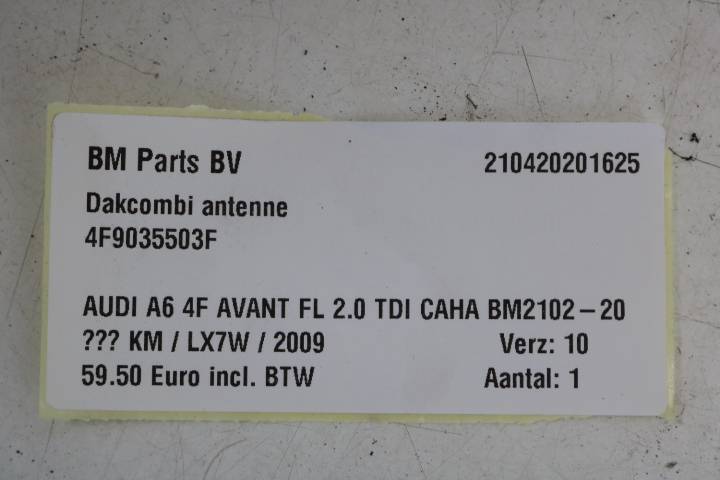 BM Parts BV 210420201625
Dakcombi antenne
4F9035503F
AUDI A6 4F AVANT FL 2.0 TDI CAHA BM2102-20
??? KM / LX7W / 2009 Verz: 10
59.50 Euro incl. BTW Aantal: 1